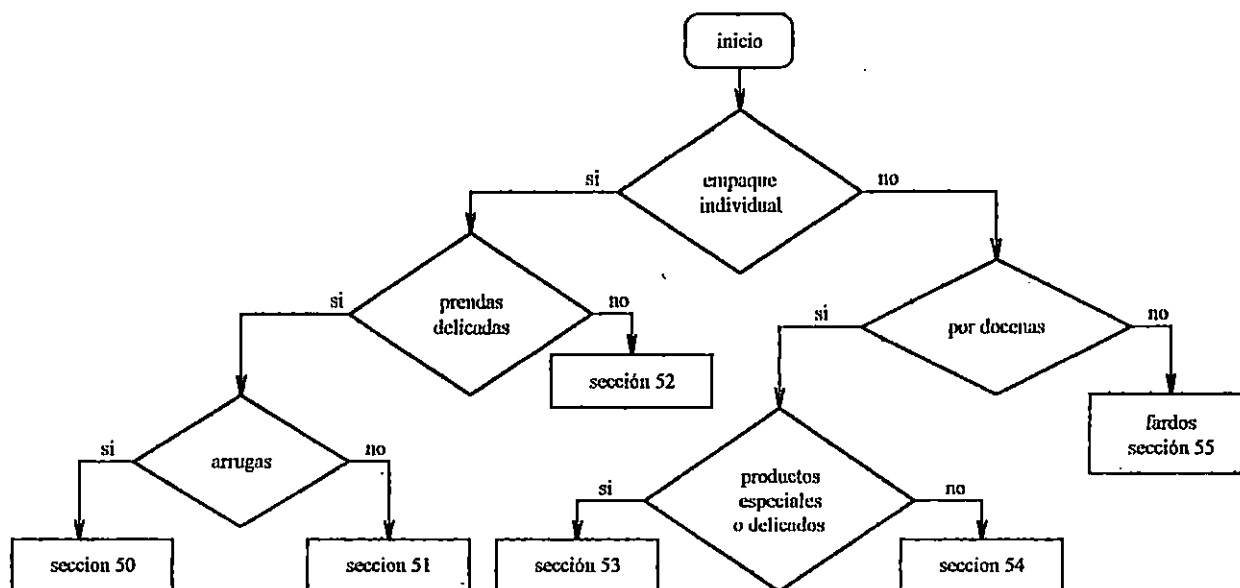 inicio
si
empaque
individual
no
si
prendas
delicadas
no
si
por docenas
no
sección 52
fardos
sección 55
si
arrugas
no
si
productos
especiales
o delicados
no
seccion 50
seccion 51
sección 53
sección 54